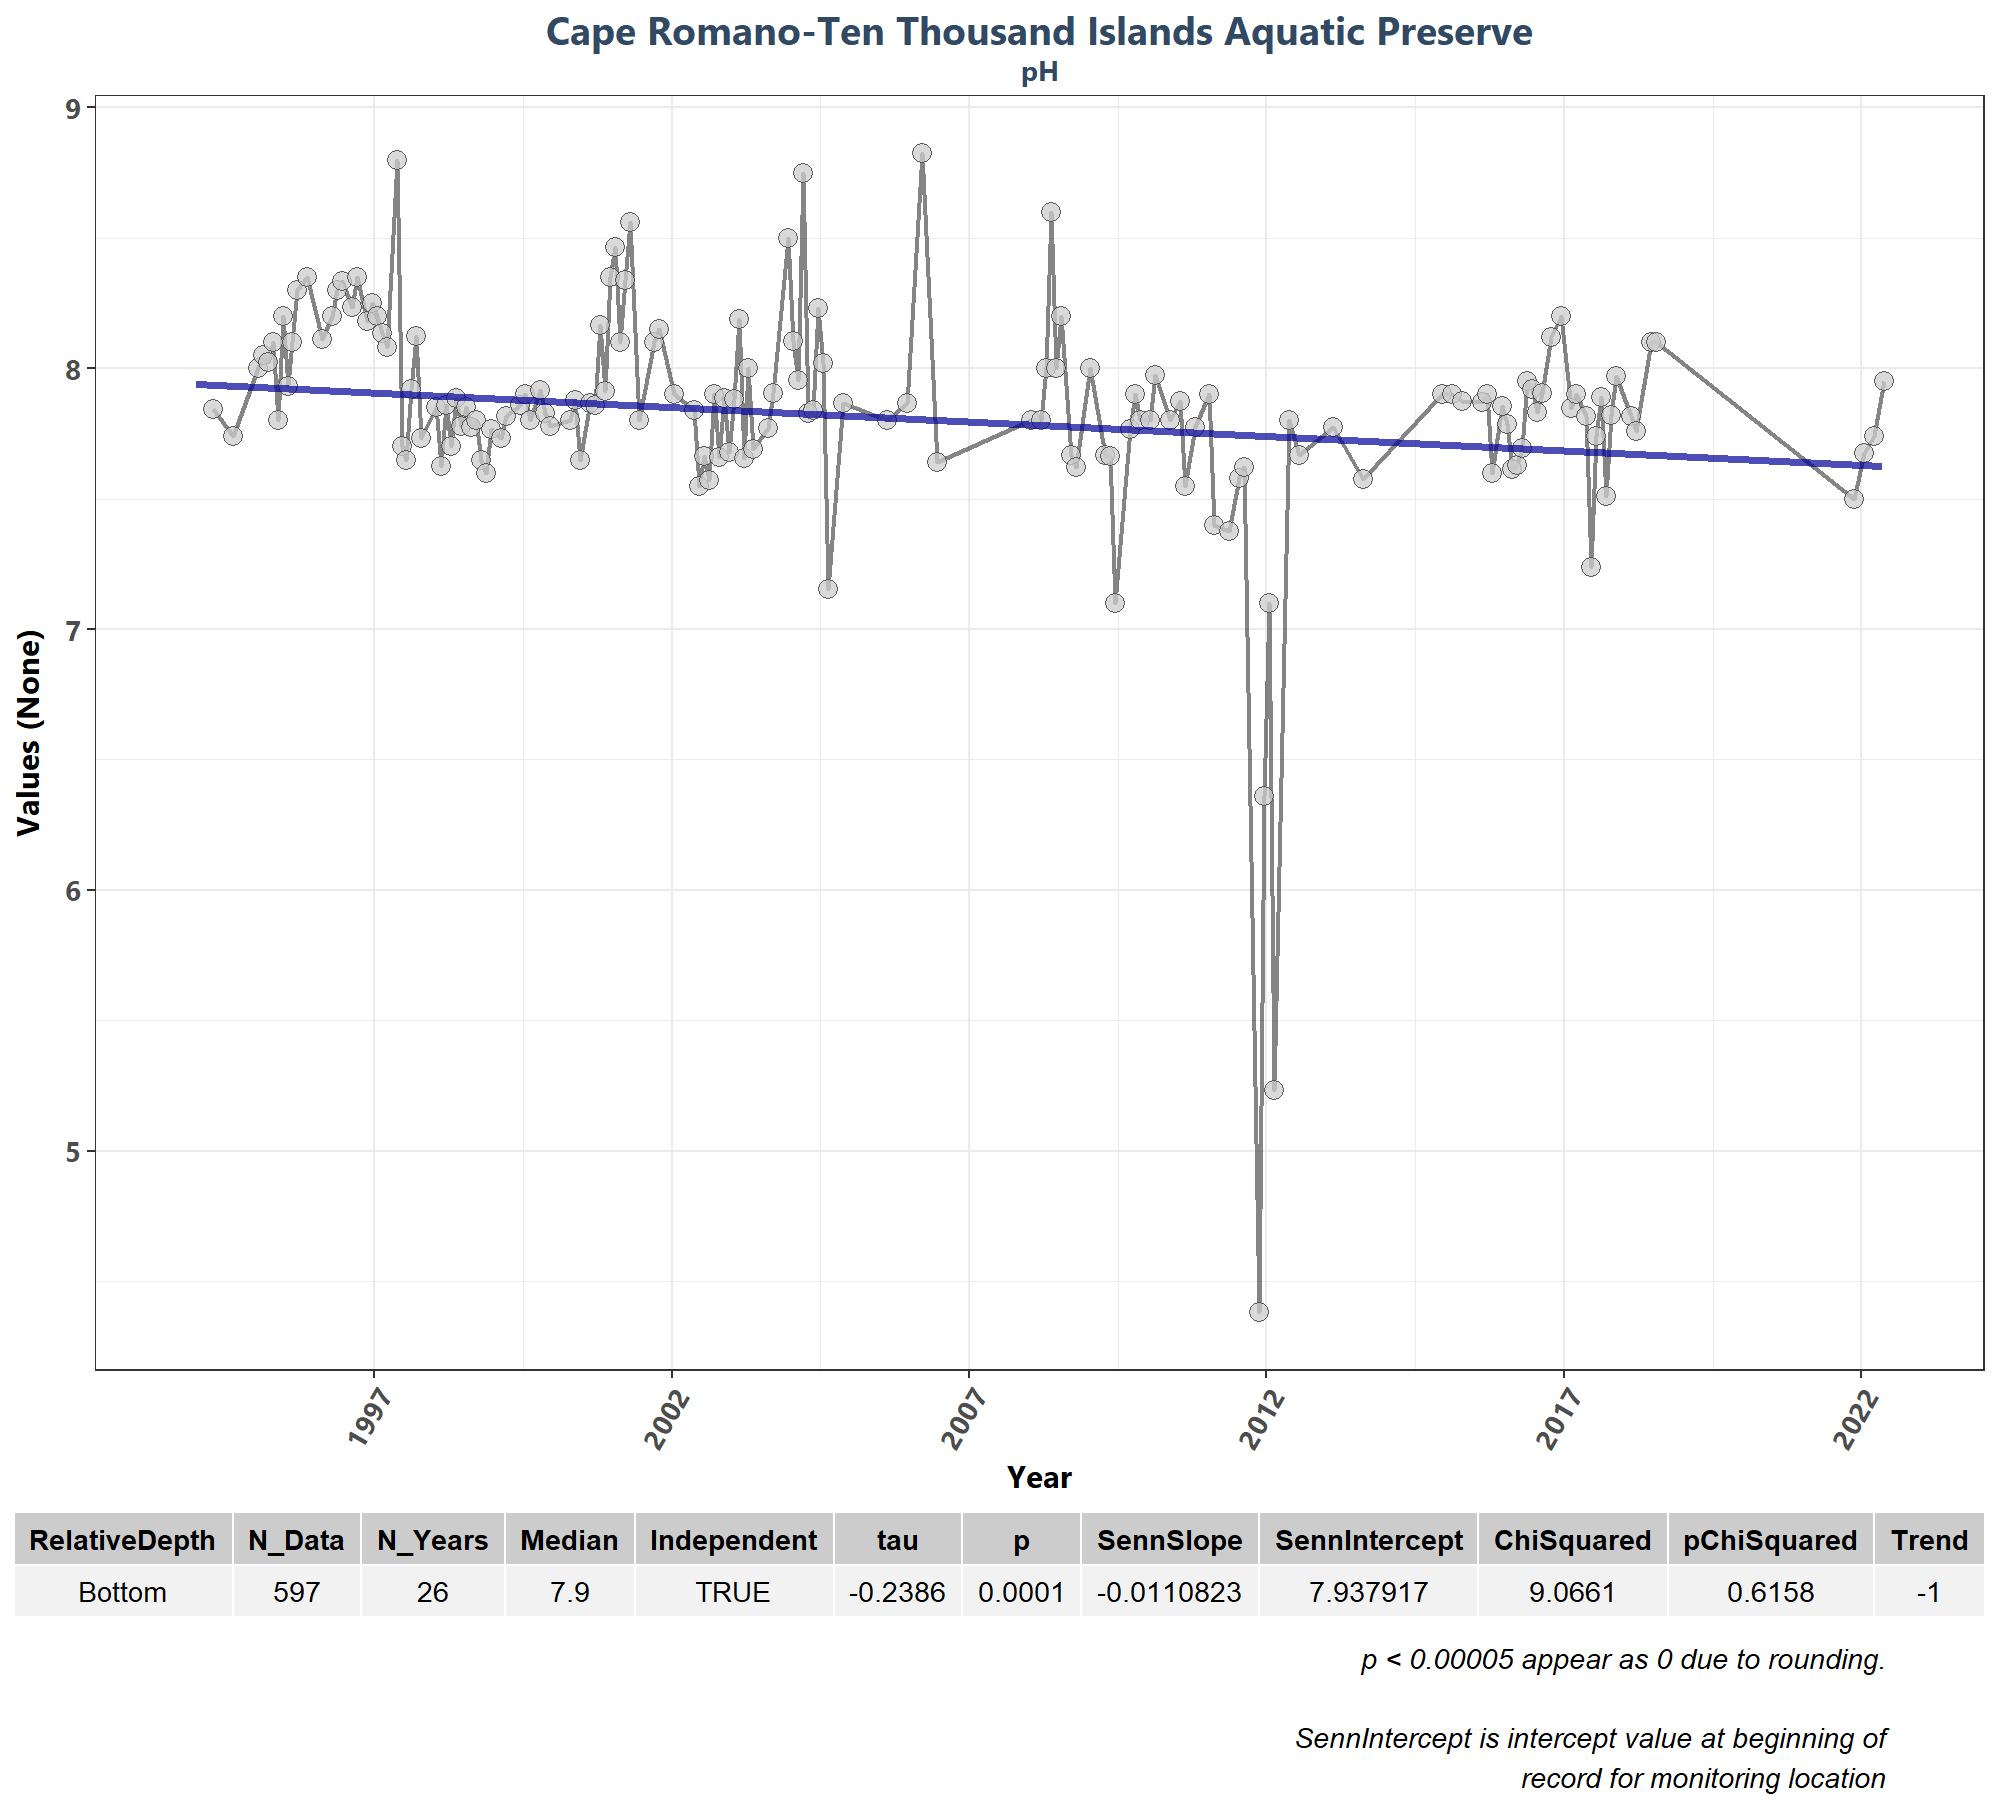 Cape Romano-Ten Thousand Islands Aquatic Preserve
pH
9
8
7
6
5
Values (None)
1997 2002 2007 2012 2017 2022
Year
RelativeDepth N_Data N_Years Median Independent tau p SennSlope SennIntercept ChiSquared pChiSquared Trend
Bottom 597 26 7.9 TRUE -0.2386 0.0001 -0.0110823 7.937917 9.0661 0.6158 -1
p < 0.00005 appear as 0 due to rounding.
SennIntercept is intercept value at beginning of
record for monitoring location